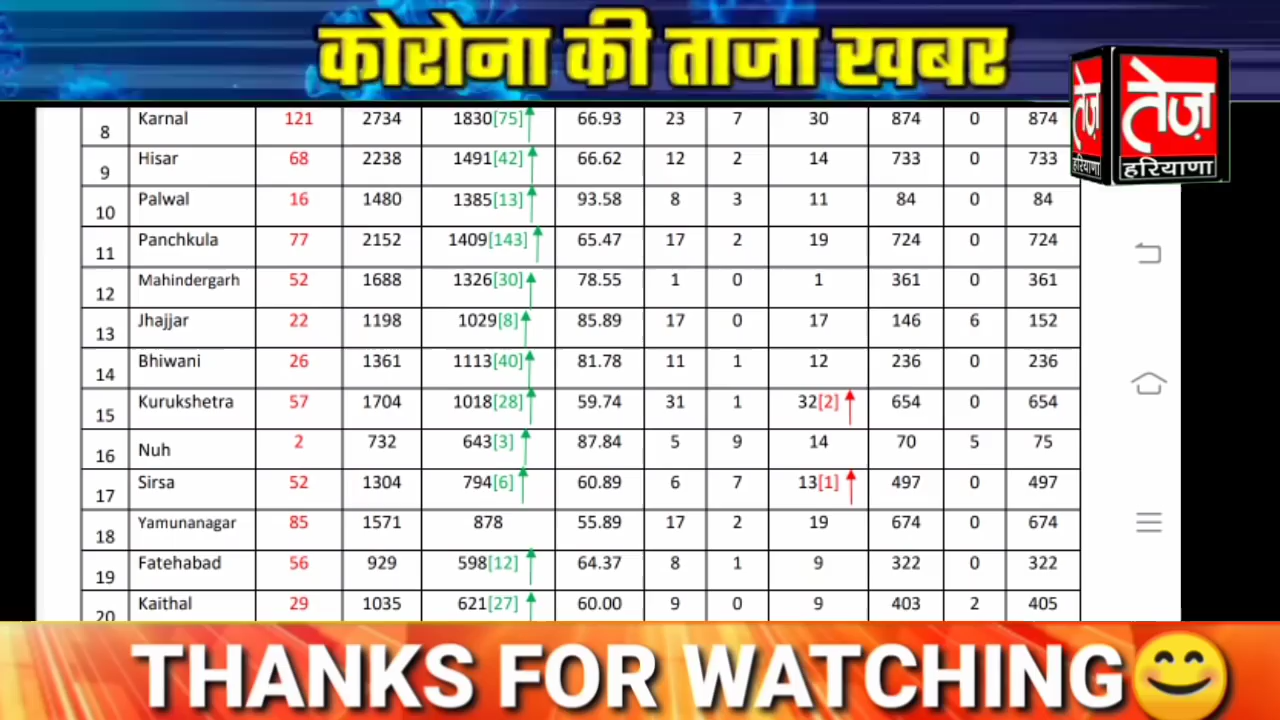 कोरोना की ताजा खबर
तेज़
हरियाणा
तेज़
हरियाणा
8 Karnal 121 2734 1830[75] 66.93 23 7 30 874 0 874
9 Hisar 68 2238 1491[42] 66.62 12 2 14 733 0 733
10 Palwal 16 1480 1385[13] 93.58 8 3 11 84 0 84
11 Panchkula 77 2152 1409[143] 65.47 17 2 19 724 0 724
12 Mahindergarh 52 1688 1326[30] 78.55 1 0 1 361 0 361
13 Jhajjar 22 1198 1029[8] 85.89 17 0 17 146 6 152
14 Bhiwani 26 1361 1113[40] 81.78 11 1 12 236 0 236
15 Kurukshetra 57 1704 1018[28] 59.74 31 1 32[2] 654 0 654
16 Nuh 2 732 643[3] 87.84 5 9 14 70 5 75
17 Sirsa 52 1304 794[6] 60.89 6 7 13[1] 497 0 497
18 Yamunanagar 85 1571 878 55.89 17 2 19 674 0 674
19 Fatehabad 56 929 598[12] 64.37 8 1 9 322 0 322
20 Kaithal 29 1035 621[27] 60.00 9 0 9 403 2 405
THANKS FOR WATCHING